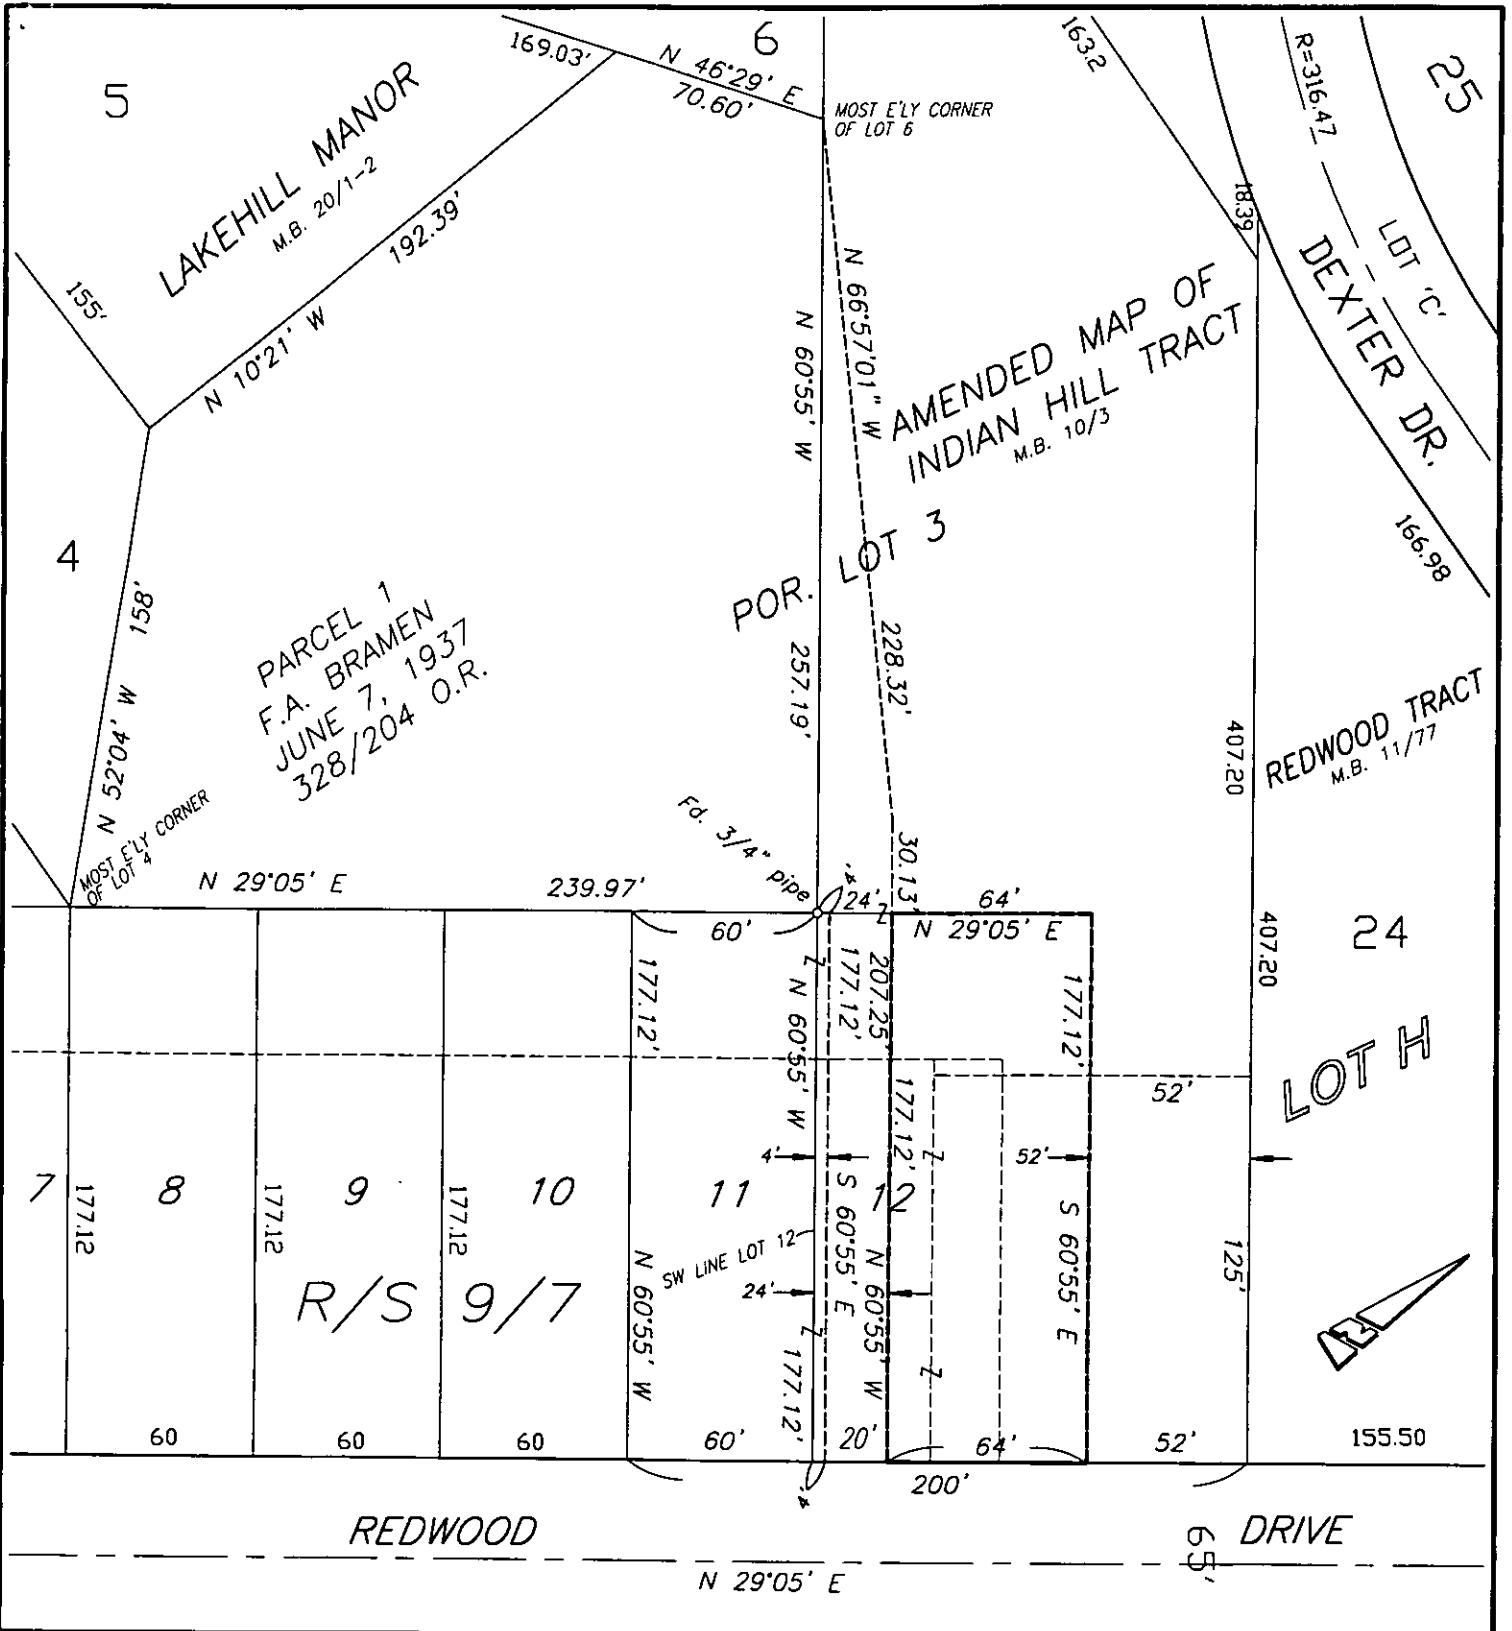 5
6
25
169.03'
N 46°29' E
70.60'
MOST E'LY CORNER
OF LOT 6
163.2
R=316.47
LAKEHILL MANOR
M.B. 20/1-2
192.39'
155'
N 10°21' W
18.39
LOT 'C'
DEXTER DR.
N 66°57'01" W
N 60°55' W
AMENDED MAP OF
INDIAN HILL TRACT
M.B. 10/3
166.98
4
158'
N 52°04' W
POR. LOT 3
PARCEL 1
F.A. BRAMEN
JUNE 7, 1937
328/204 O.R.
257.19'
228.32'
407.20
REDWOOD TRACT
M.B. 11/77
MOST E'LY CORNER
OF LOT 4
Fd. 3/4" pipe
N 29°05' E
239.97'
.4
24'
30.13'
64'
60'
N 29°05' E
407.20
24
177.12'
N 60°55' W
177.12'
207.25'
177.12'
52'
177.12'
LOT H
4'
52'
7
8
9
10
11
12
177.12
177.12
177.12
SW LINE LOT 12
S 60°55' E
S 60°55' E
125'
R/S 9/7
N 60°55' W
24'
N 60°55' W
177.12'
N
60
60
60
60'
20'
64'
52'
155.50
.4
200'
REDWOOD DRIVE
65'
N 29°05' E